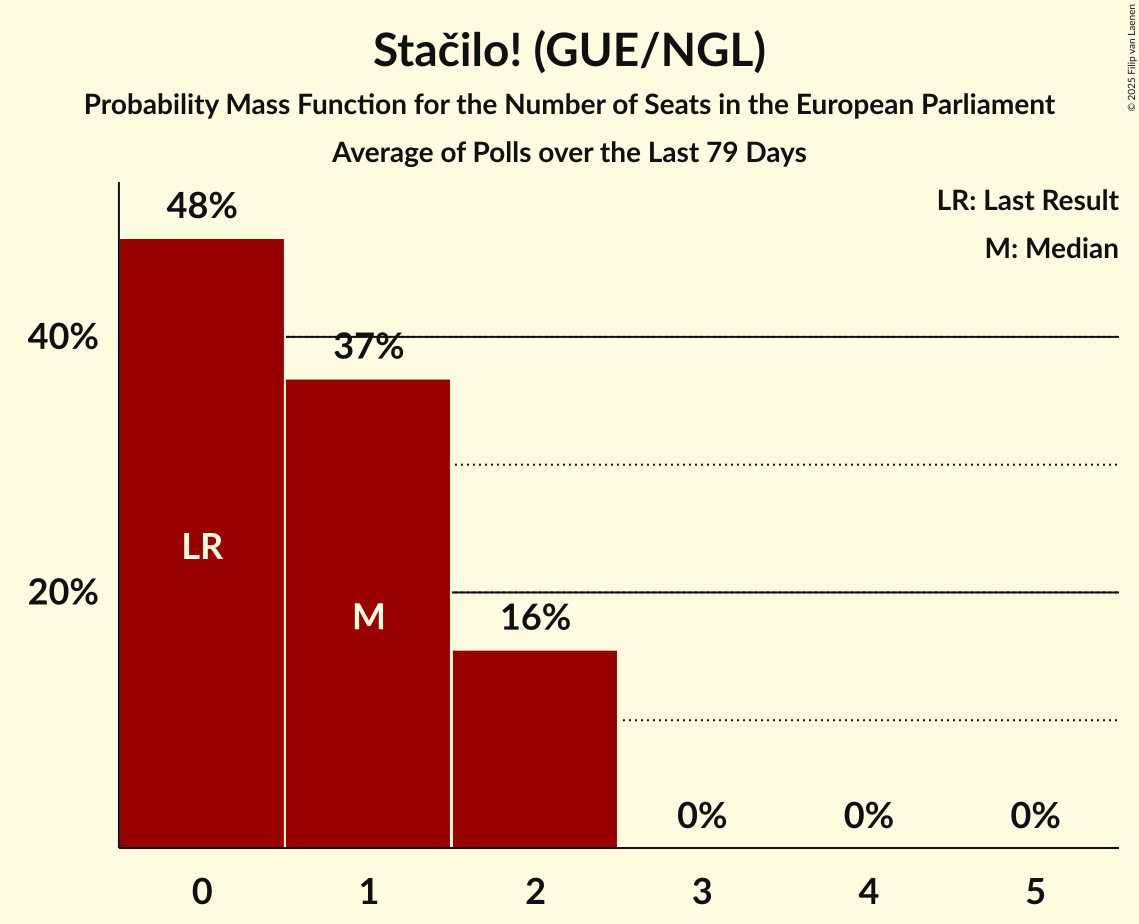 Stačilo! (GUE/NGL)
Probability Mass Function for the Number of Seats in the European Parliament
Average of Polls over the Last 79 Days
© 2025 Filip van Laenen
LR: Last Result
M: Median
48%
40%
37%
LR
20%
M
16%
0%
0%
0%
0
1
2
3
4
5